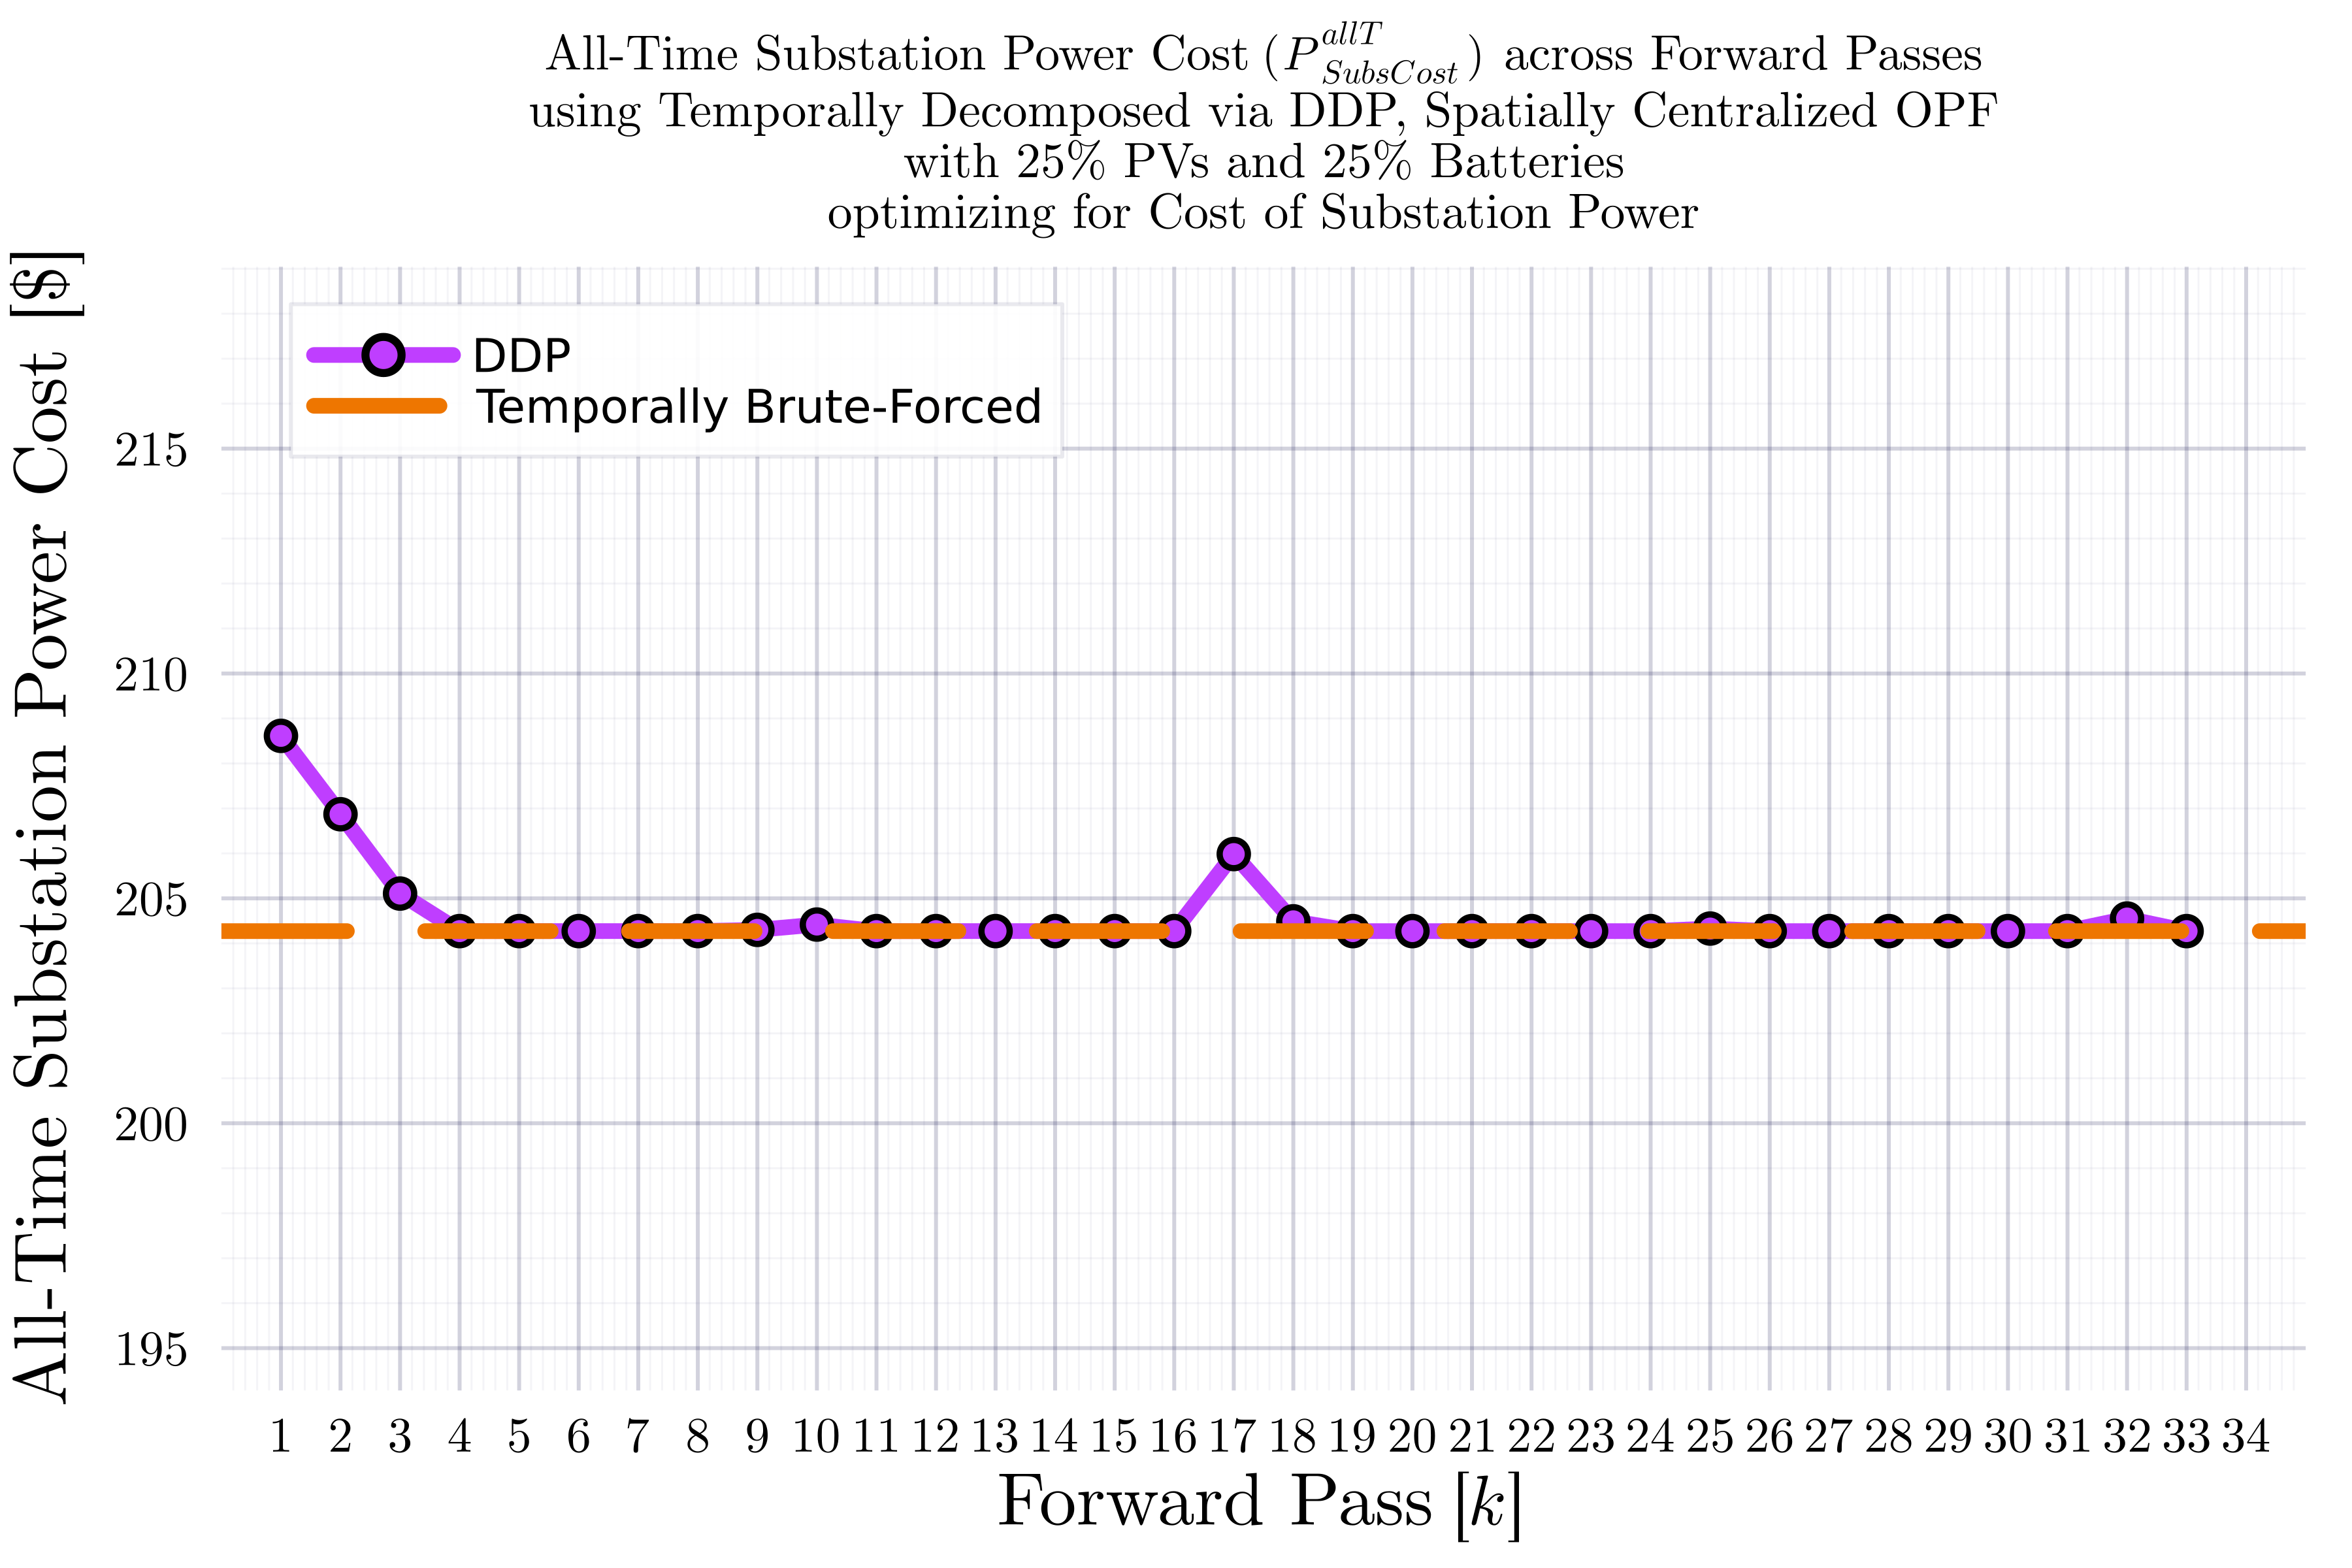 All-Time Substation Power Cost (P^{allT}_{SubsCost}) across Forward Passes
using Temporally Decomposed via DDP, Spatially Centralized OPF
with 25% PVs and 25% Batteries
optimizing for Cost of Substation Power
All-Time Substation Power Cost [$]
DDP
Temporally Brute-Forced
215
210
205
200
195
1 2 3 4 5 6 7 8 9 10 11 12 13 14 15 16 17 18 19 20 21 22 23 24 25 26 27 28 29 30 31 32 33 34
Forward Pass [k]